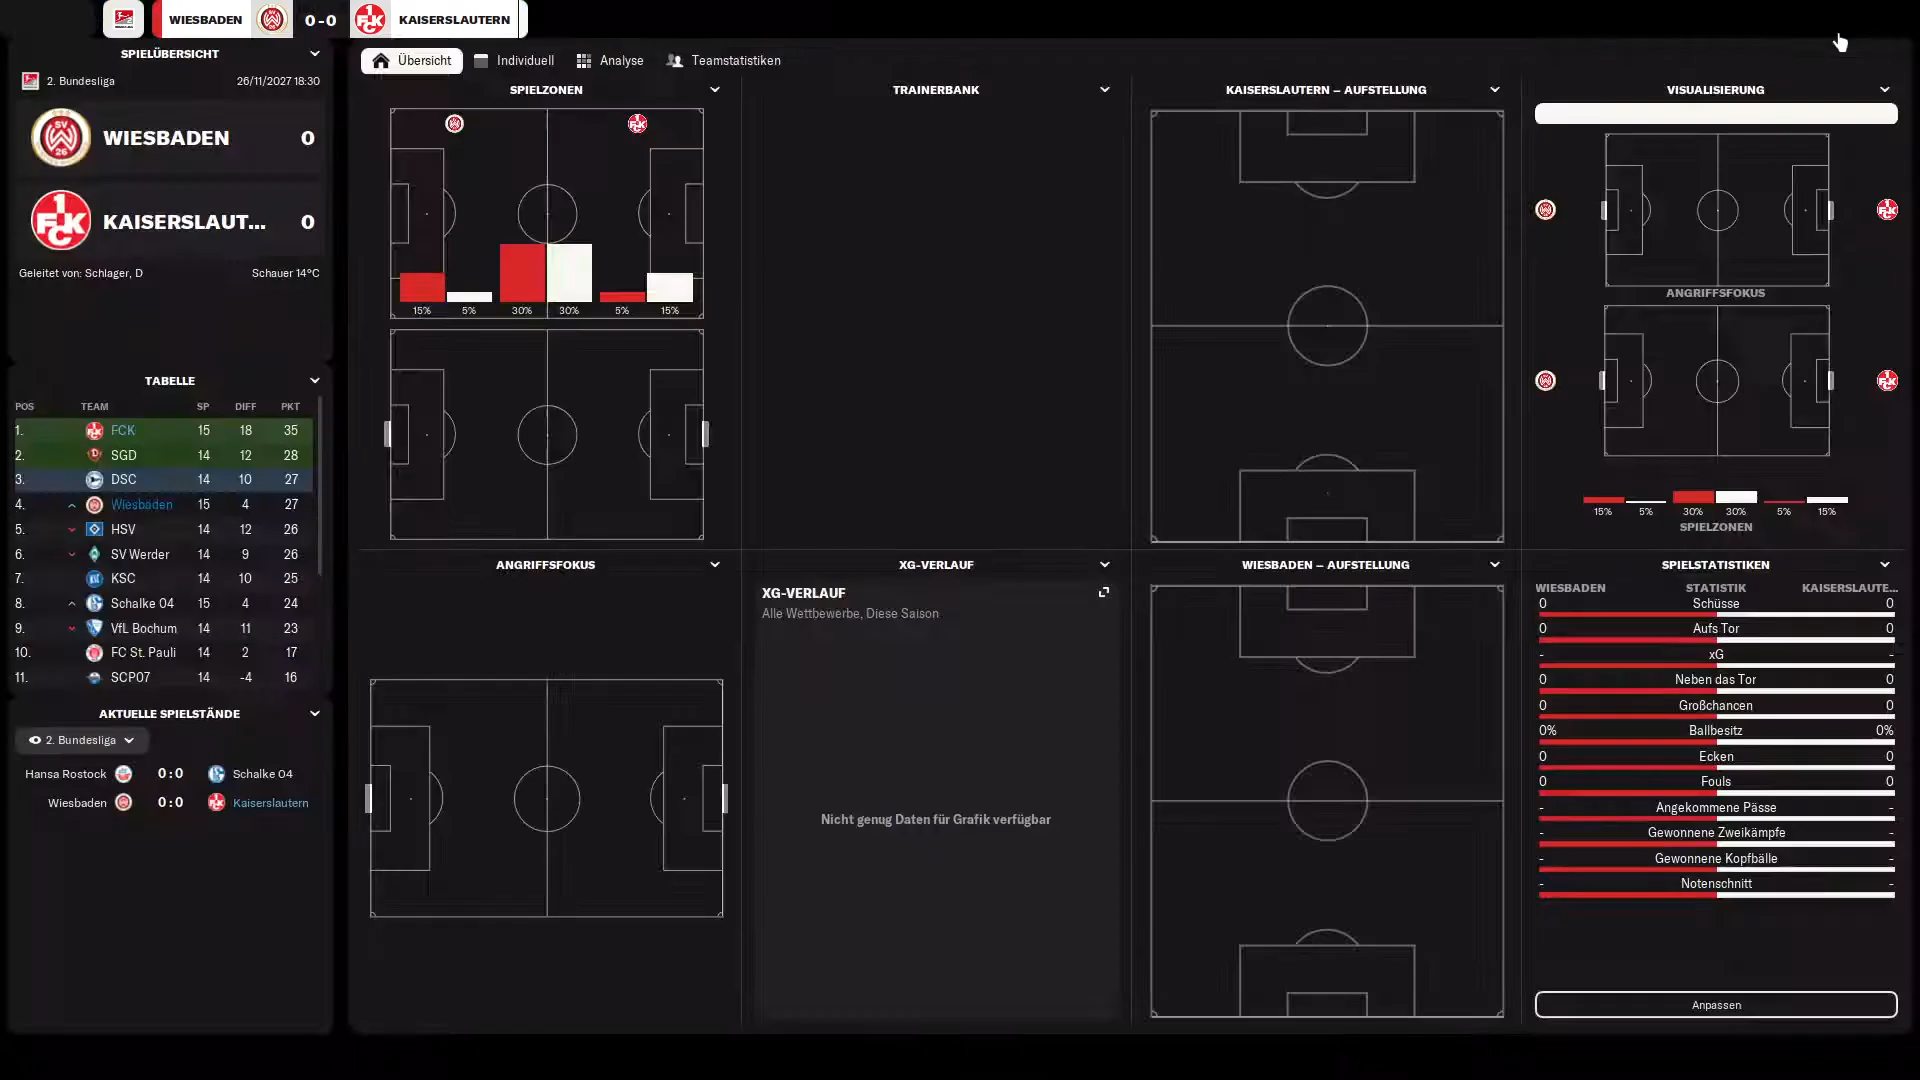 WIESBADEN 0 - 0 KAISERSLAUTERN
SPIELÜBERSICHT
2. Bundesliga 26/11/2027 18:30
WIESBADEN 0
KAISERSLAUT... 0
Geleitet von: Schlager, D Schauer 14°C
TABELLE
POS TEAM SP DIFF PKT
1. FCK 15 18 35
2. SGD 14 12 28
3. DSC 14 10 27
4. Wiesbaden 15 4 27
5. HSV 14 12 26
6. SV Werder 14 9 26
7. KSC 14 10 25
8. Schalke 04 15 4 24
9. VfL Bochum 14 11 23
10. FC St. Pauli 14 2 17
11. SCP07 14 -4 16
AKTUELLE SPIELSTÄNDE
2. Bundesliga
Hansa Rostock 0:0 Schalke 04
Wiesbaden 0:0 Kaiserslautern
Übersicht Individuell Analyse Teamstatistiken
SPIELZONEN
15% 5% 30% 30% 5% 15%
TRAINERBANK
KAISERSLAUTERN – AUFSTELLUNG
VISUALISIERUNG
ANGRIFFSFOKUS
15% 5% 30% 30% 5% 15%
SPIELZONEN
ANGRIFFSFOKUS
XG-VERLAUF
XG-VERLAUF
Alle Wettbewerbe, Diese Saison
Nicht genug Daten für Grafik verfügbar
WIESBADEN – AUFSTELLUNG
SPIELSTATISTIKEN
WIESBADEN STATISTIK KAISERSLAUTE...
0 Schüsse 0
0 Aufs Tor 0
- xG -
0 Neben das Tor 0
0 Großchancen 0
0% Ballbesitz 0%
0 Ecken 0
0 Fouls 0
- Angekommene Pässe -
- Gewonnene Zweikämpfe -
- Gewonnene Kopfbälle -
- Notenschnitt -
Anpassen